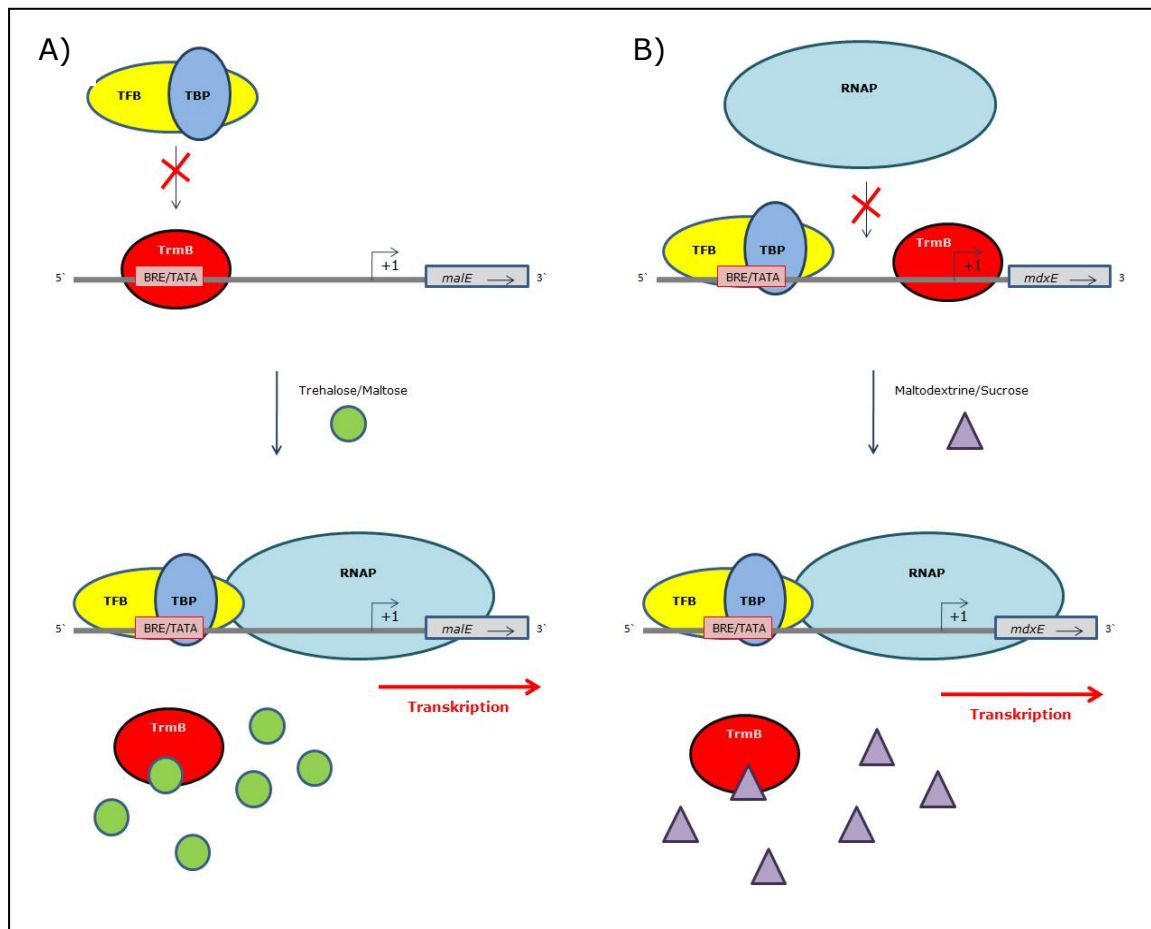 A)
TFB
TBP
TrmB
BRE/TATA
+1
malE
5`
3`
Trehalose/Maltose
RNAP
TFB
TBP
BRE/TATA
+1
malE
5`
3`
Transkription
TrmB
B)
RNAP
TFB
TBP
TrmB
BRE/TATA
+1
mdxE
5`
3
Maltodextrine/Sucrose
RNAP
TFB
TBP
BRE/TATA
+1
mdxE
5`
3`
Transkription
TrmB